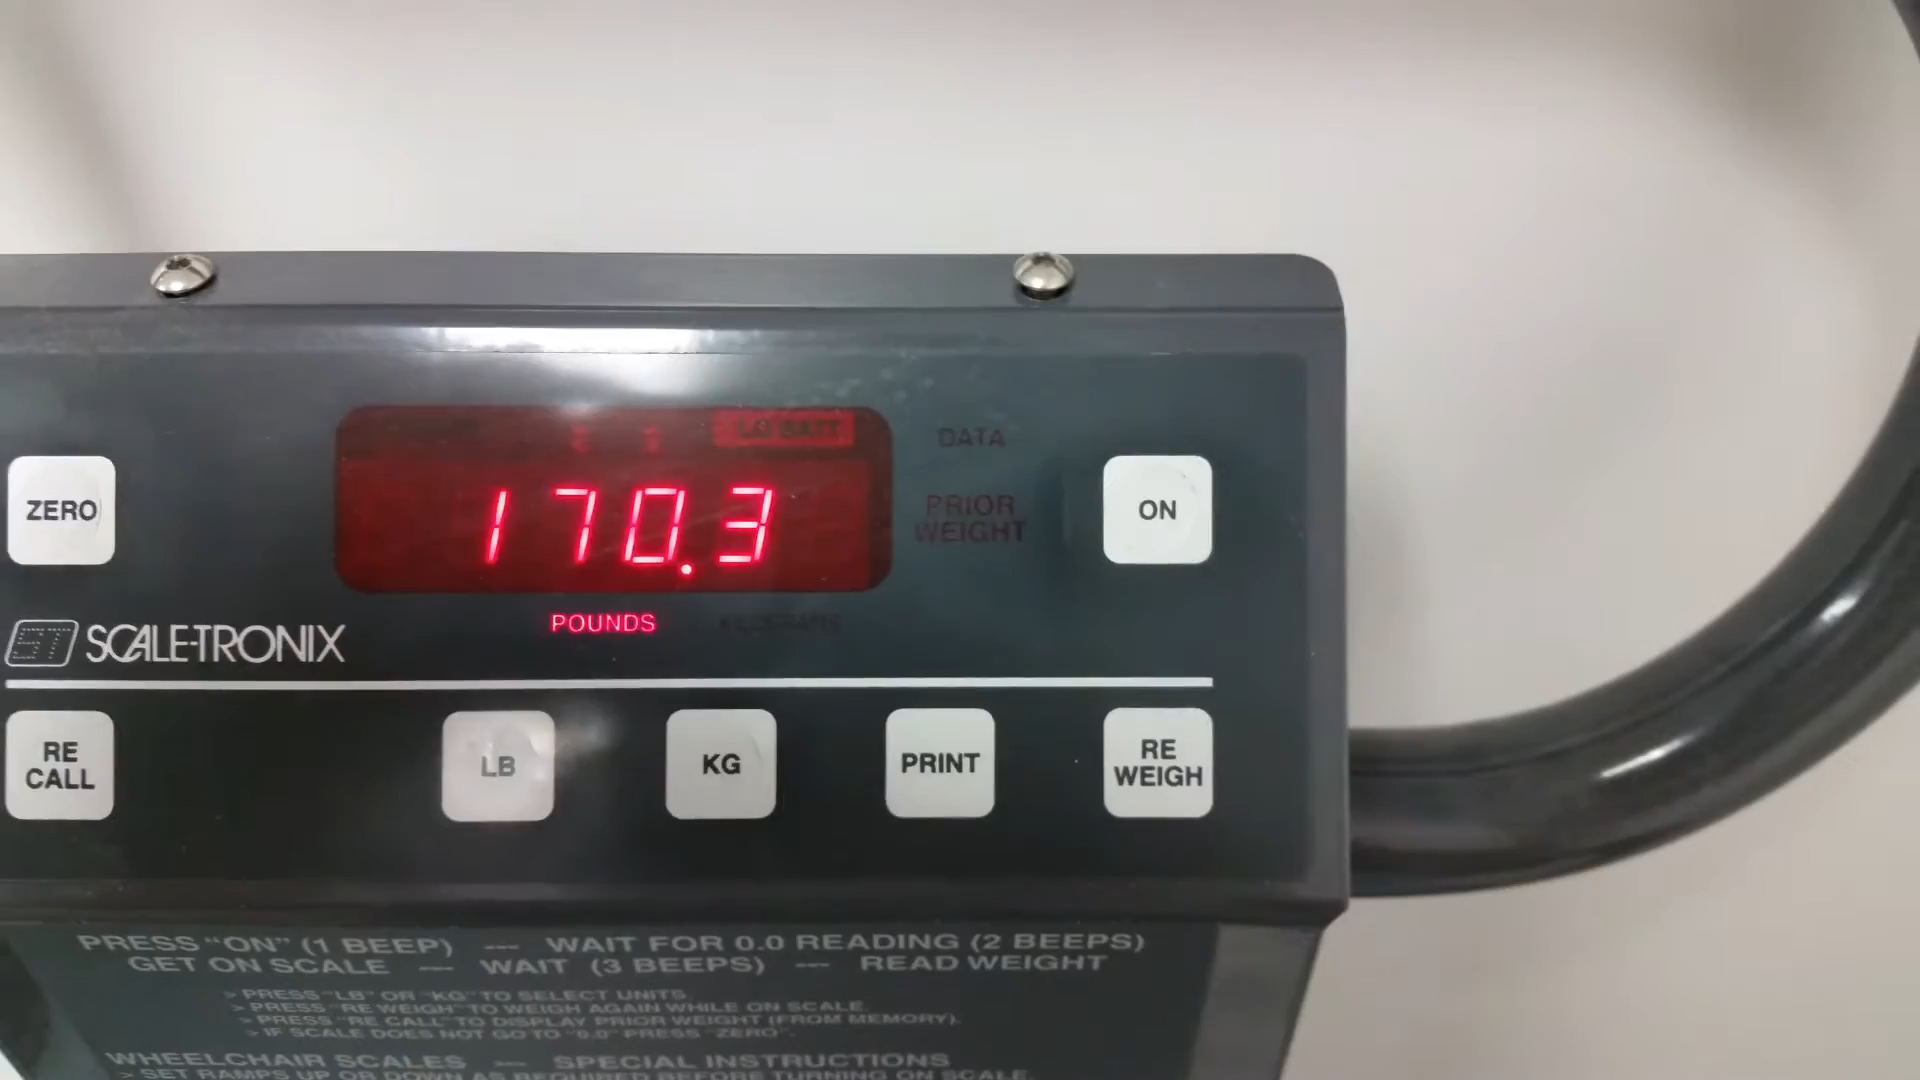 LO BATT
DATA
170.3
PRIOR
WEIGHT
ZERO
ON
POUNDS
ST SCALE-TRONIX
RE
CALL
LB
KG
PRINT
RE
WEIGH
PRESS "ON" (1 BEEP) --- WAIT FOR 0.0 READING (2 BEEPS)
GET ON SCALE --- WAIT (3 BEEPS) --- READ WEIGHT
> PRESS "LB" OR "KG" TO SELECT UNITS.
> PRESS "RE WEIGH" TO WEIGH AGAIN WHILE ON SCALE.
> PRESS "RE CALL" TO DISPLAY PRIOR WEIGHT (FROM MEMORY).
> IF SCALE DOES NOT GO TO "0.0" PRESS "ZERO".
WHEELCHAIR SCALES --- SPECIAL INSTRUCTIONS
> SET RAMPS UP OR DOWN AS REQUIRED BEFORE TURNING ON SCALE.